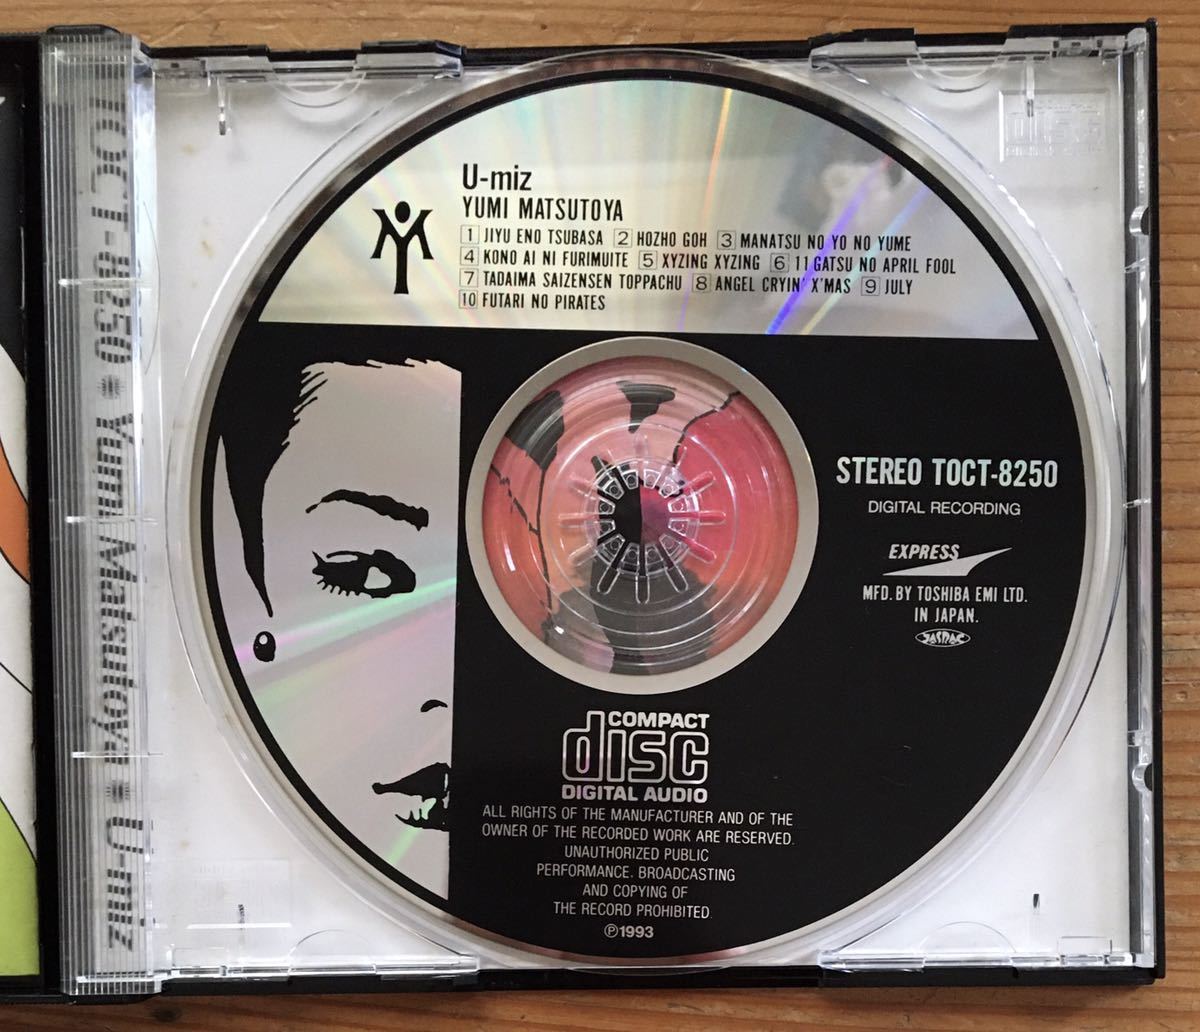 TOCT-8250 Yumi Matsutoya U-miz
U-miz
YUMI MATSUTOYA
1 JIYU ENO TSUBASA 2 HOZHO GOH 3 MANATSU NO YO NO YUME
4 KONO AI NI FURIMUITE 5 XYZING XYZING 6 11 GATSU NO APRIL FOOL
7 TADAIMA SAIZENSEN TOPPACHU 8 ANGEL CRYIN' X'MAS 9 JULY
10 FUTARI NO PIRATES
STEREO TOCT-8250
DIGITAL RECORDING
EXPRESS
MFD. BY TOSHIBA EMI LTD.
IN JAPAN.
JASRAC
COMPACT
disc
DIGITAL AUDIO
ALL RIGHTS OF THE MANUFACTURER AND OF THE
OWNER OF THE RECORDED WORK ARE RESERVED.
UNAUTHORIZED PUBLIC
PERFORMANCE. BROADCASTING
AND COPYING OF
THE RECORD PROHIBITED.
Ⓟ1993